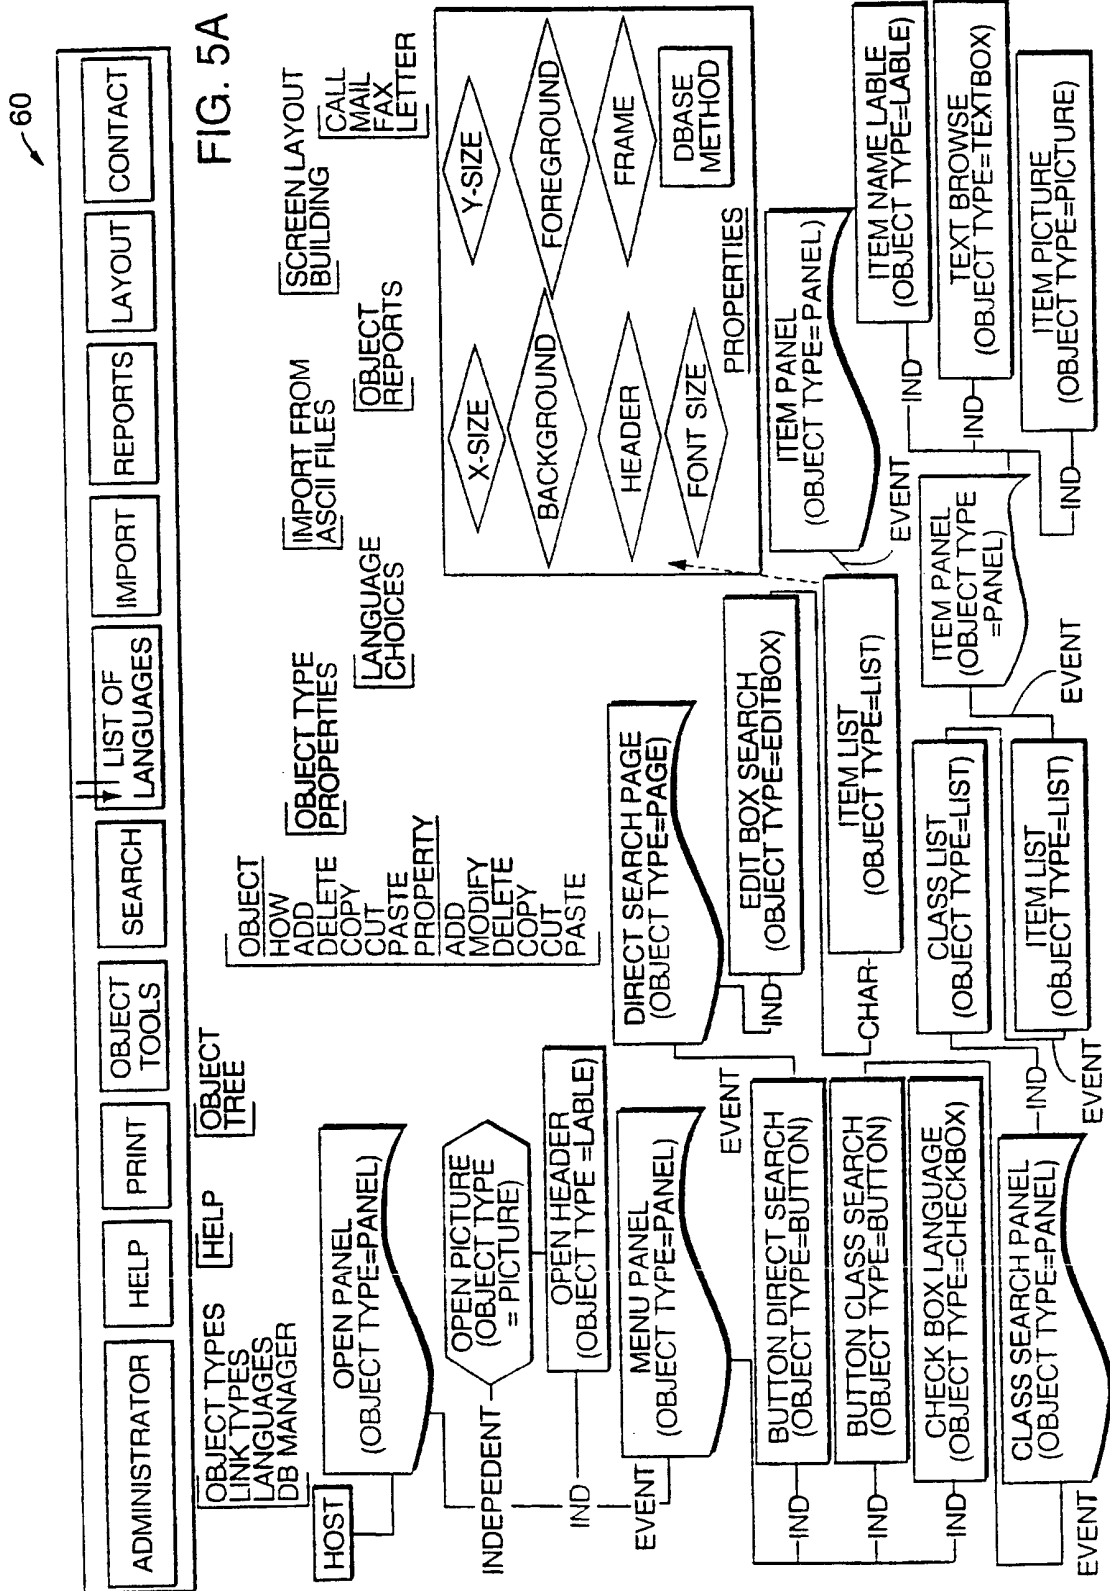 60
ADMINISTRATOR
HELP
PRINT
OBJECT
TOOLS
SEARCH
LIST OF
LANGUAGES
IMPORT
REPORTS
LAYOUT
CONTACT
FIG. 5A
OBJECT TYPES
LINK TYPES
LANGUAGES
DB MANAGER
HELP
OBJECT
TREE
OBJECT
HOW
ADD
DELETE
COPY
CUT
PASTE
PROPERTY
ADD
MODIFY
DELETE
COPY
CUT
PASTE
OBJECT TYPE
PROPERTIES
LANGUAGE
CHOICES
IMPORT FROM
ASCII FILES
OBJECT
REPORTS
SCREEN LAYOUT
BUILDING
CALL
MAIL
FAX
LETTER
HOST
OPEN PANEL
(OBJECT TYPE=PANEL)
INDEPEDENT
OPEN PICTURE
(OBJECT TYPE
= PICTURE)
IND
OPEN HEADER
(OBJECT TYPE =LABLE)
EVENT
MENU PANEL
(OBJECT TYPE=PANEL)
IND
BUTTON DIRECT SEARCH
(OBJECT TYPE=BUTTON)
IND
BUTTON CLASS SEARCH
(OBJECT TYPE=BUTTON)
IND
CHECK BOX LANGUAGE
(OBJECT TYPE=CHECKBOX)
EVENT
CLASS SEARCH PANEL
(OBJECT TYPE=PANEL)
EVENT
DIRECT SEARCH PAGE
(OBJECT TYPE=PAGE)
IND
EDIT BOX SEARCH
(OBJECT TYPE=EDITBOX)
CHAR
ITEM LIST
(OBJECT TYPE=LIST)
IND
CLASS LIST
(OBJECT TYPE=LIST)
EVENT
ITEM LIST
(OBJECT TYPE=LIST)
X-SIZE
Y-SIZE
BACKGROUND
FOREGROUND
HEADER
FRAME
FONT SIZE
DBASE
METHOD
PROPERTIES
EVENT
ITEM PANEL
(OBJECT TYPE=PANEL)
EVENT
ITEM PANEL
(OBJECT TYPE
=PANEL)
IND
ITEM NAME LABLE
(OBJECT TYPE=LABLE)
IND
TEXT BROWSE
(OBJECT TYPE=TEXTBOX)
IND
ITEM PICTURE
(OBJECT TYPE=PICTURE)